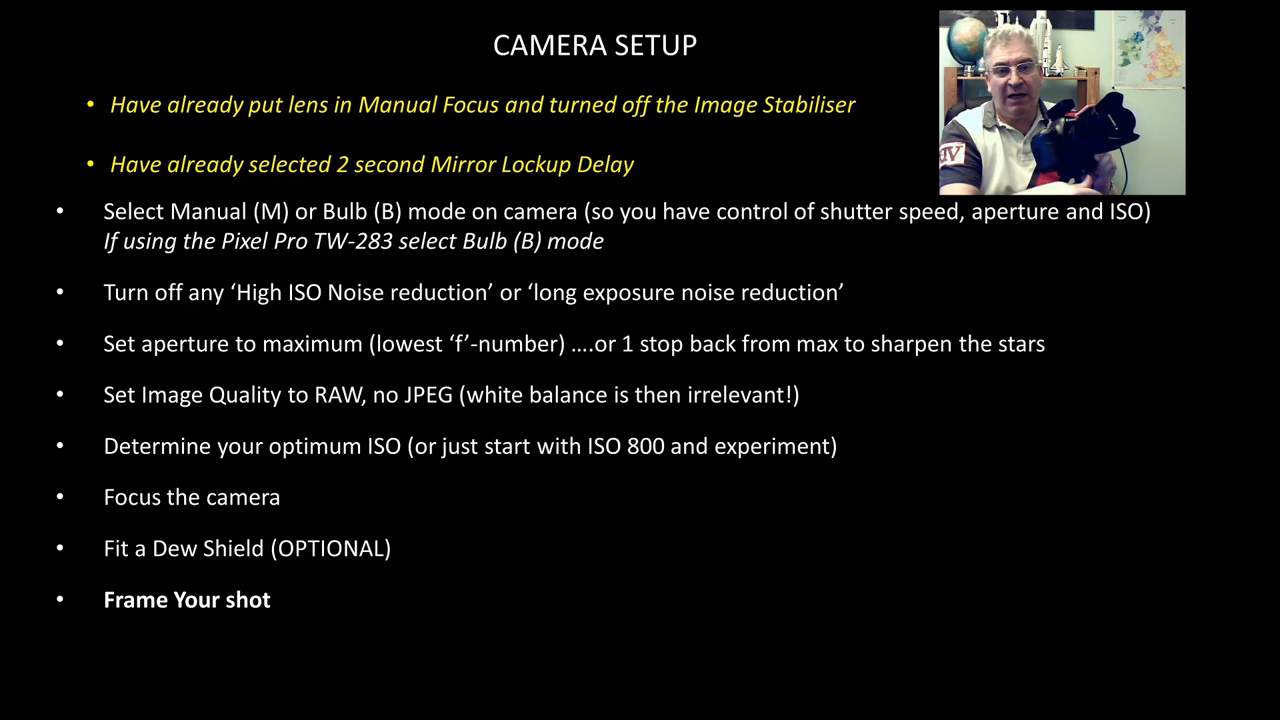 CAMERA SETUP
• Have already put lens in Manual Focus and turned off the Image Stabiliser
• Have already selected 2 second Mirror Lockup Delay
• Select Manual (M) or Bulb (B) mode on camera (so you have control of shutter speed, aperture and ISO)
If using the Pixel Pro TW-283 select Bulb (B) mode
• Turn off any ‘High ISO Noise reduction’ or ‘long exposure noise reduction’
• Set aperture to maximum (lowest ‘f’-number) ….or 1 stop back from max to sharpen the stars
• Set Image Quality to RAW, no JPEG (white balance is then irrelevant!)
• Determine your optimum ISO (or just start with ISO 800 and experiment)
• Focus the camera
• Fit a Dew Shield (OPTIONAL)
• Frame Your shot